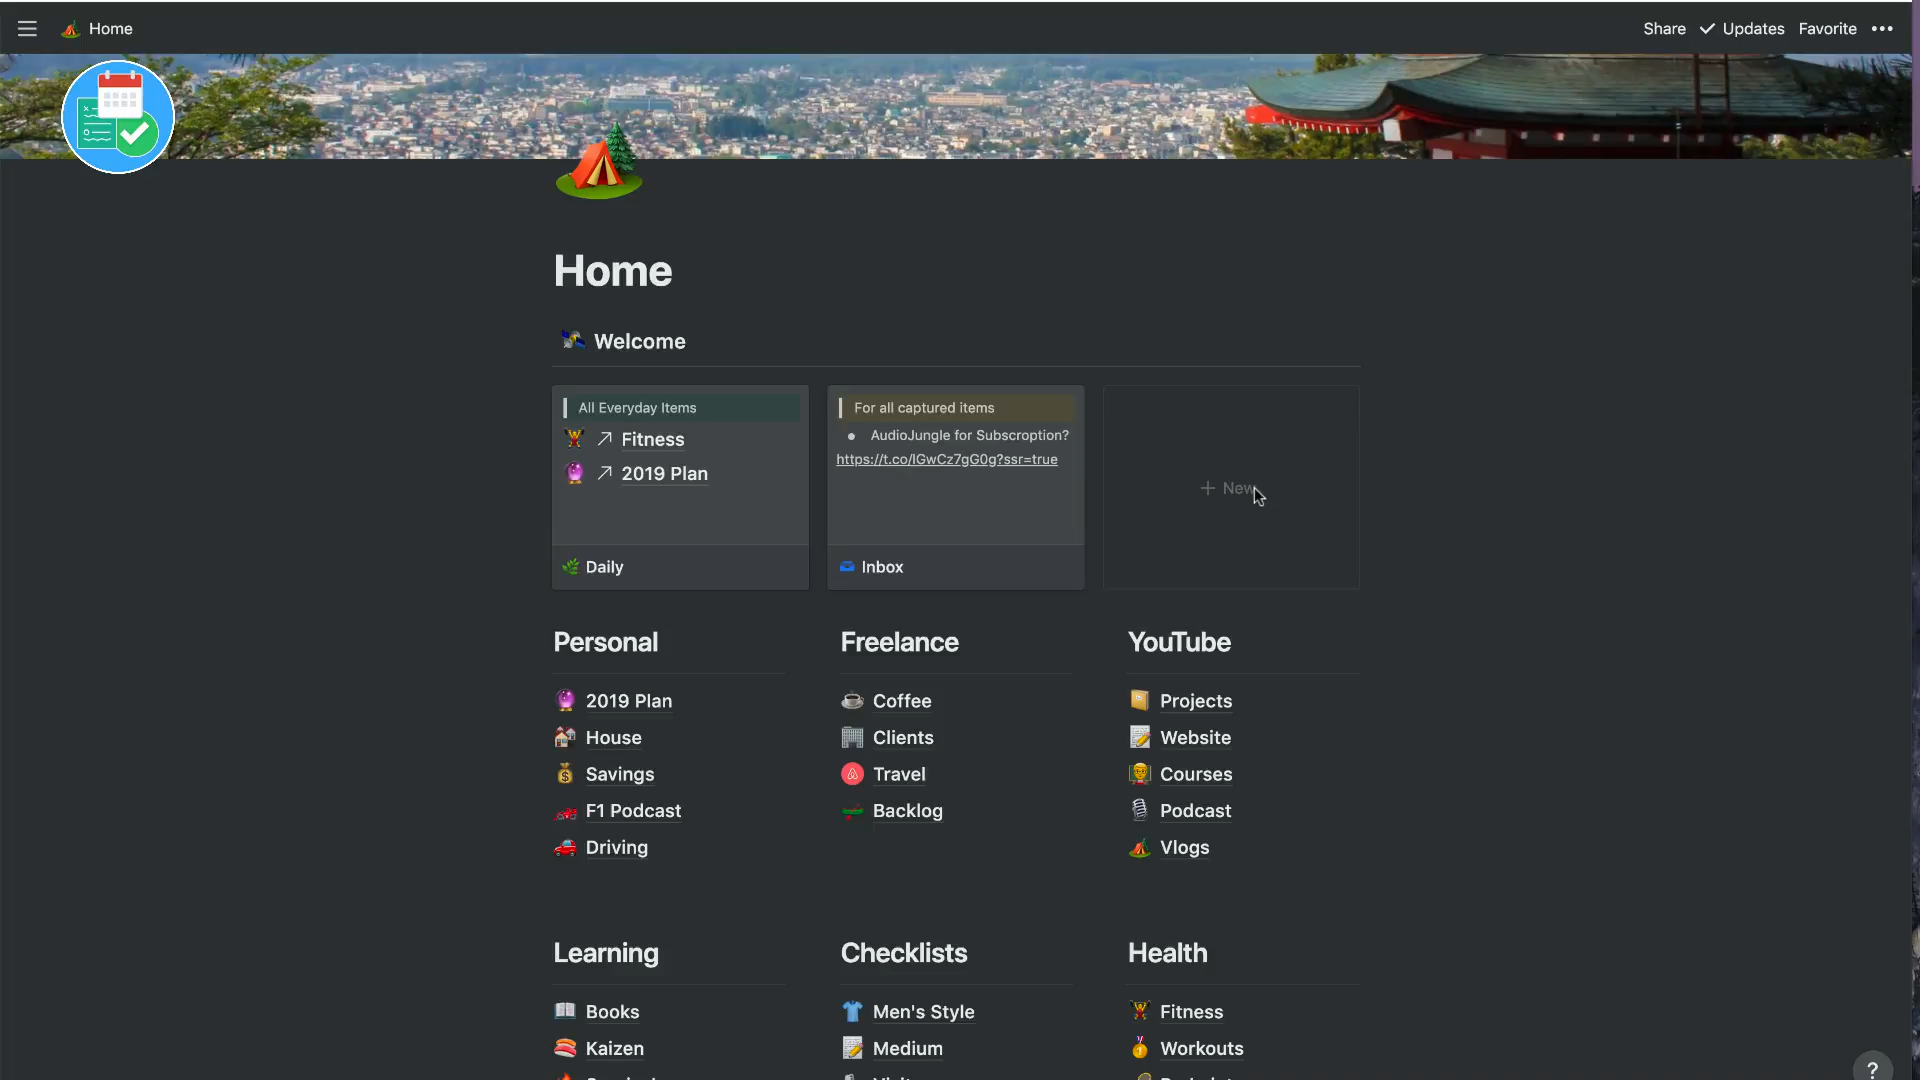 Home
Share
Updates
Favorite
Home
Welcome
All Everyday Items
Fitness
2019 Plan
Daily
For all captured items
AudioJungle for Subscroption?
https://t.co/lGwCz7gG0g?ssr=true
Inbox
+ New
Personal
2019 Plan
House
Savings
F1 Podcast
Driving
Freelance
Coffee
Clients
Travel
Backlog
YouTube
Projects
Website
Courses
Podcast
Vlogs
Learning
Books
Kaizen
Checklists
Men's Style
Medium
Health
Fitness
Workouts
?